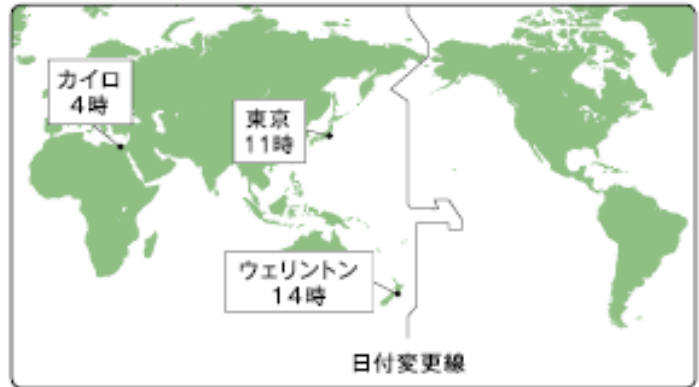 カイロ
4時
東京
11時
ウェリントン
14時
日付変更線